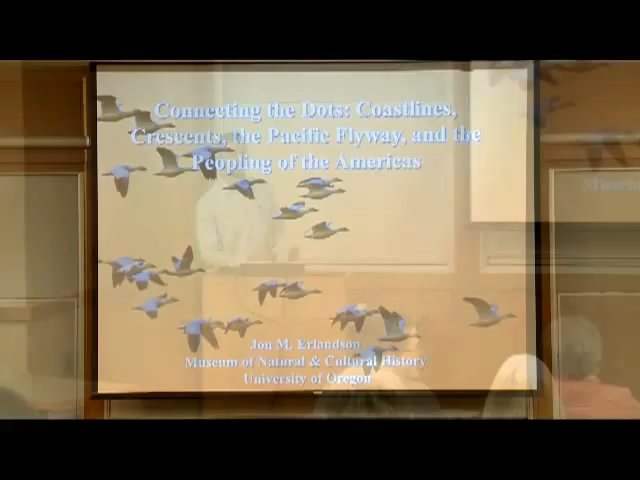 Connecting the Dots: Coastlines,
Crescents, the Pacific Flyway, and the
Peopling of the Americas
Jon M. Erlandson
Museum of Natural & Cultural History
University of Oregon